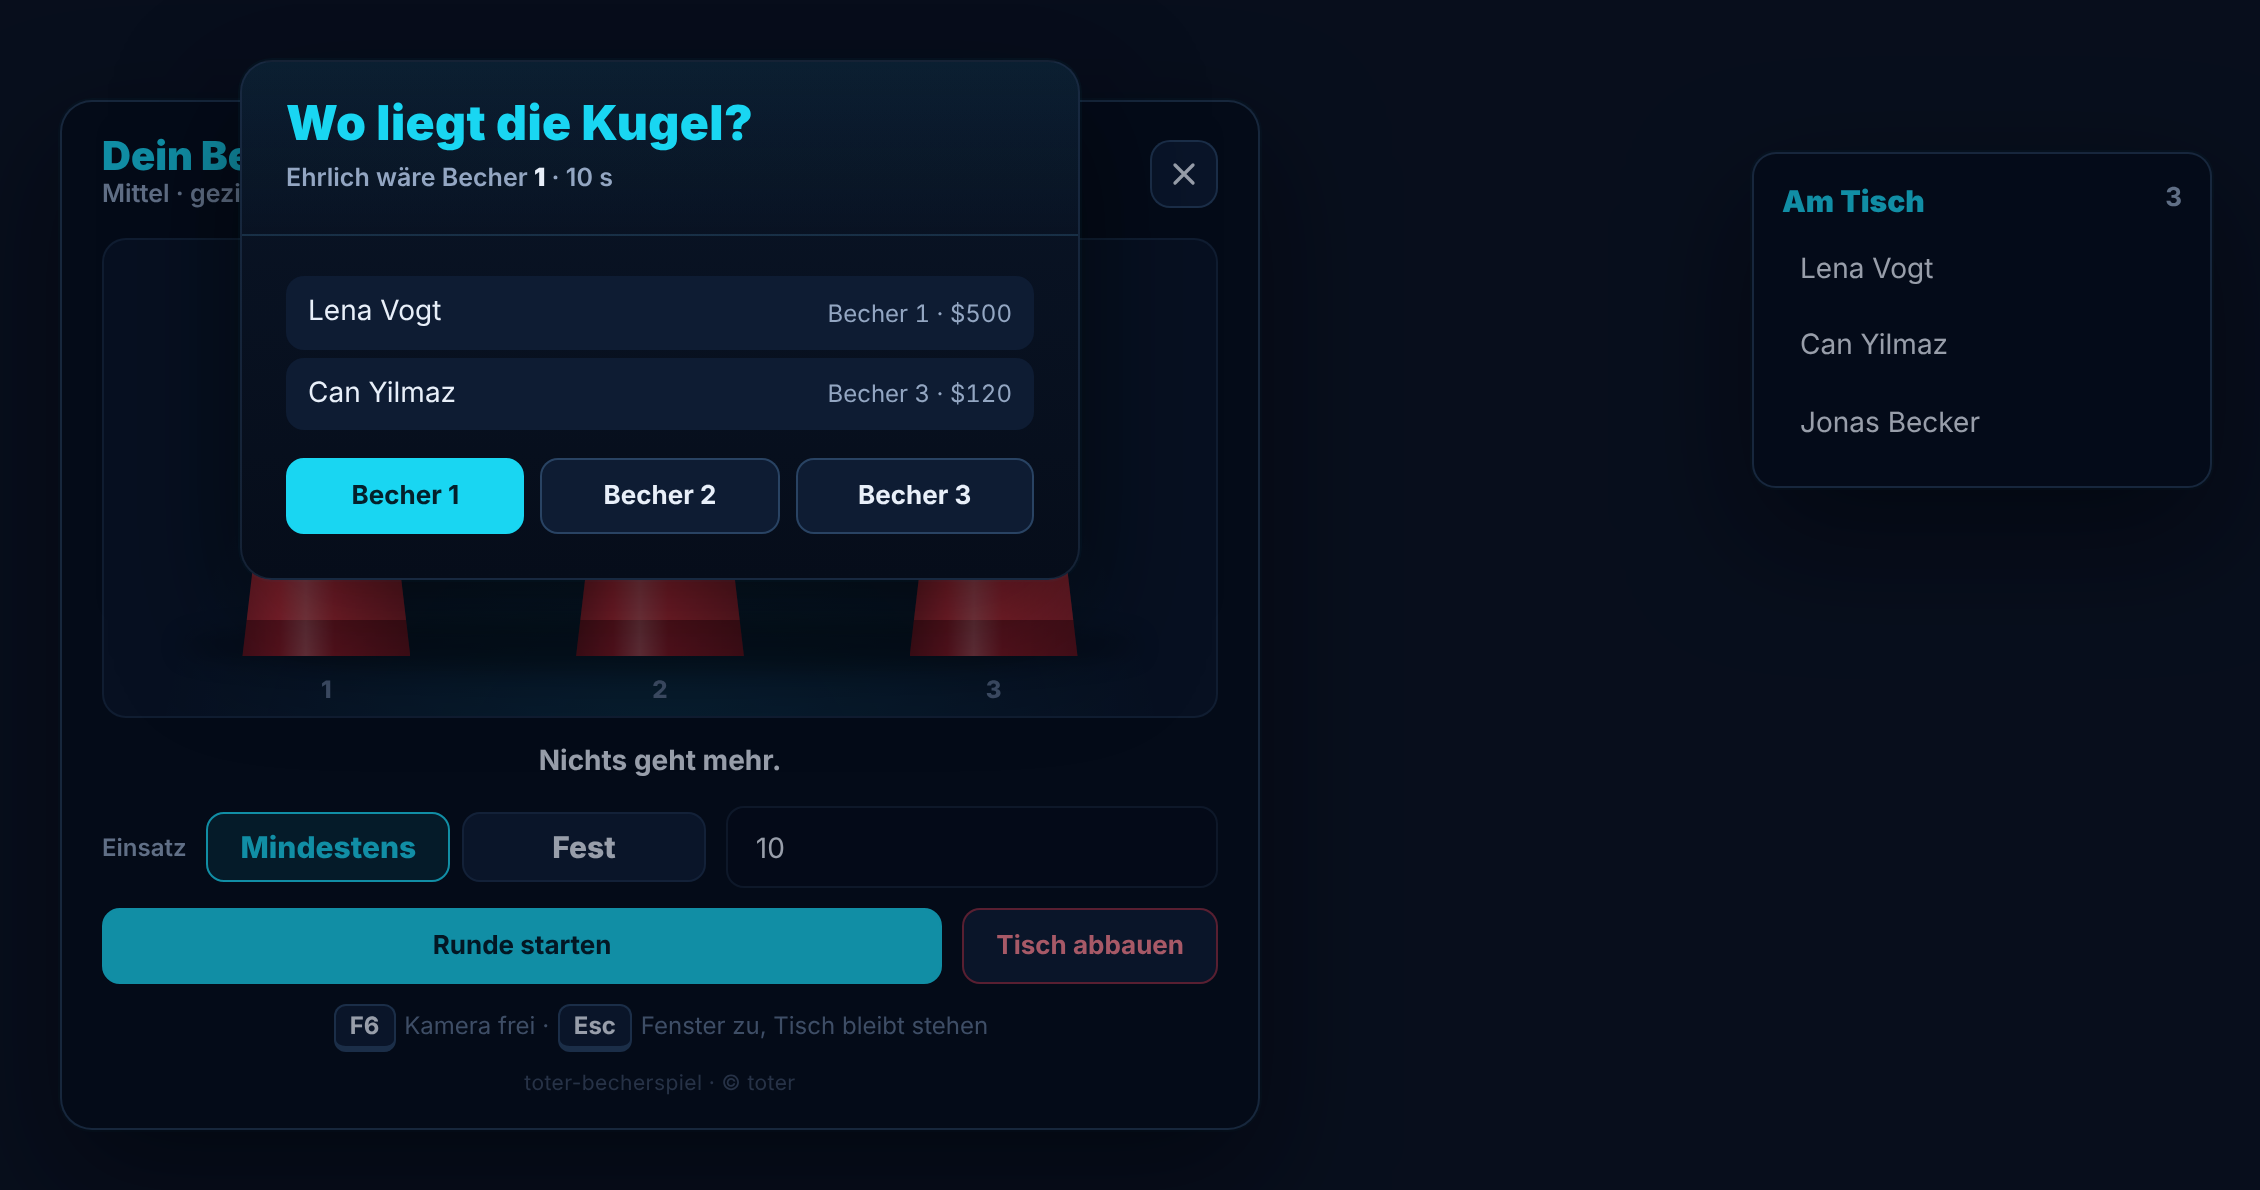 Wo liegt die Kugel?
Ehrlich wäre Becher 1 · 10 s
Dein Be
Mittel · gezi
Lena Vogt Becher 1 · $500
Can Yilmaz Becher 3 · $120
Becher 1 Becher 2 Becher 3
1 2 3
Nichts geht mehr.
Einsatz Mindestens Fest 10
Runde starten Tisch abbauen
F6 Kamera frei · Esc Fenster zu, Tisch bleibt stehen
toter-becherspiel · © toter
Am Tisch 3
Lena Vogt
Can Yilmaz
Jonas Becker